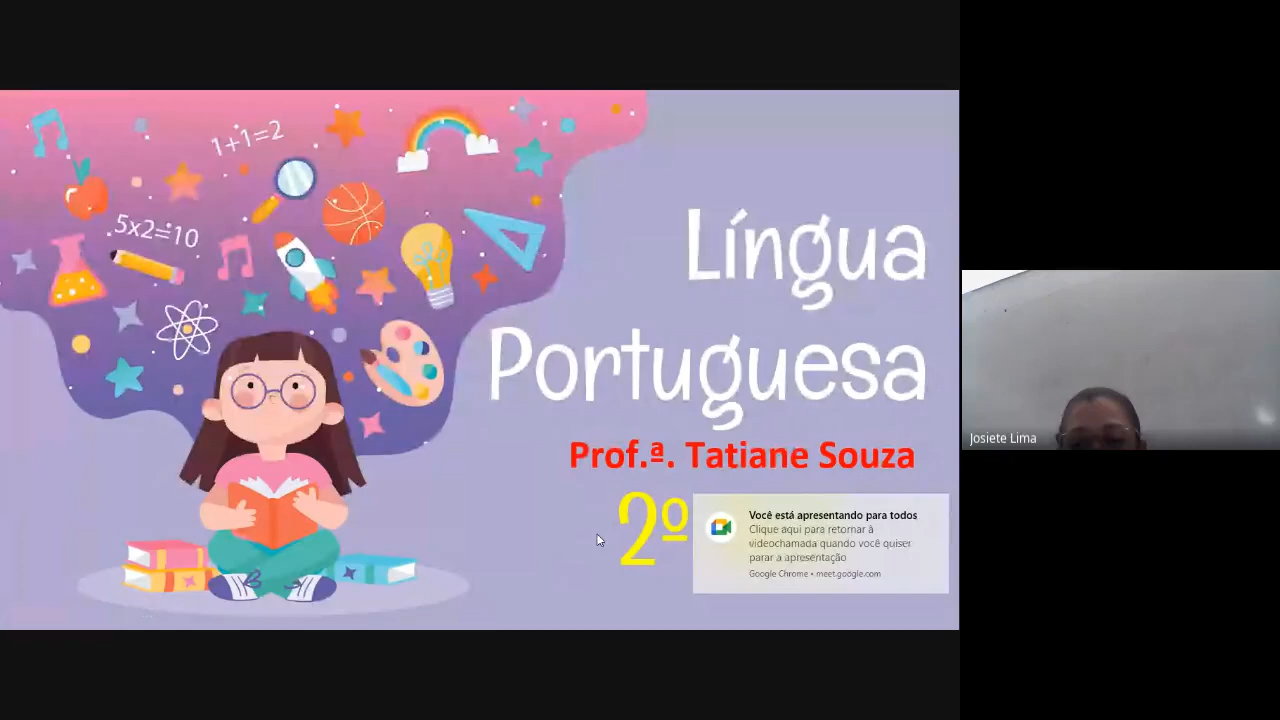 1+1=2
5x2=10
Língua
Portuguesa
Prof.ª. Tatiane Souza
2º
Você está apresentando para todos
Clique aqui para retornar à
videochamada quando você quiser
parar a apresentação
Google Chrome • meet.google.com
Josiete Lima